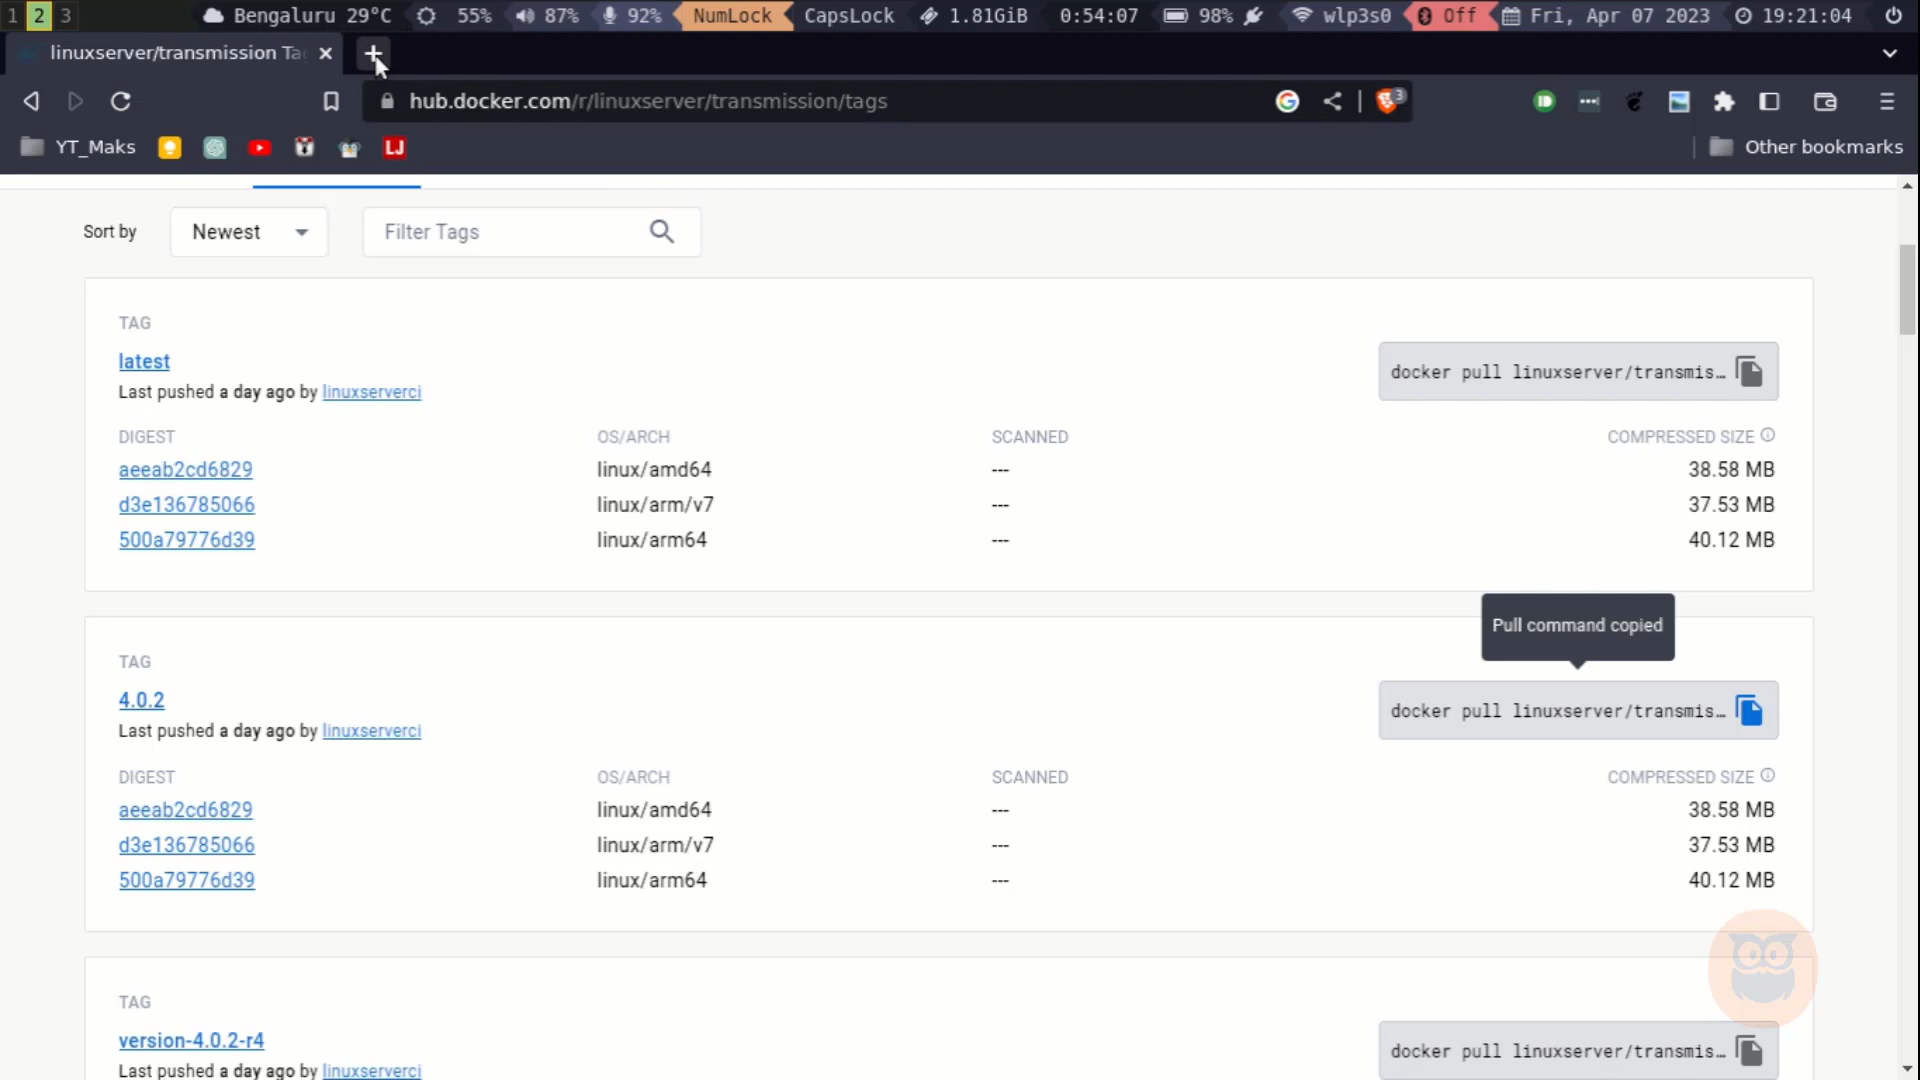 1 2 3 Bengaluru 29°C 55% 87% 92% NumLock CapsLock 1.81GiB 0:54:07 98% wlp3s0 Off Fri, Apr 07 2023 19:21:04
linuxserver/transmission Ta
hub.docker.com/r/linuxserver/transmission/tags 3
YT_Maks LJ Other bookmarks
Sort by Newest Filter Tags
TAG
latest
Last pushed a day ago by linuxserverci
docker pull linuxserver/transmis…
DIGEST OS/ARCH SCANNED COMPRESSED SIZE
aeeab2cd6829 linux/amd64 --- 38.58 MB
d3e136785066 linux/arm/v7 --- 37.53 MB
500a79776d39 linux/arm64 --- 40.12 MB
Pull command copied
TAG
4.0.2
Last pushed a day ago by linuxserverci
docker pull linuxserver/transmis…
DIGEST OS/ARCH SCANNED COMPRESSED SIZE
aeeab2cd6829 linux/amd64 --- 38.58 MB
d3e136785066 linux/arm/v7 --- 37.53 MB
500a79776d39 linux/arm64 --- 40.12 MB
TAG
version-4.0.2-r4
Last pushed a day ago by linuxserverci
docker pull linuxserver/transmis…